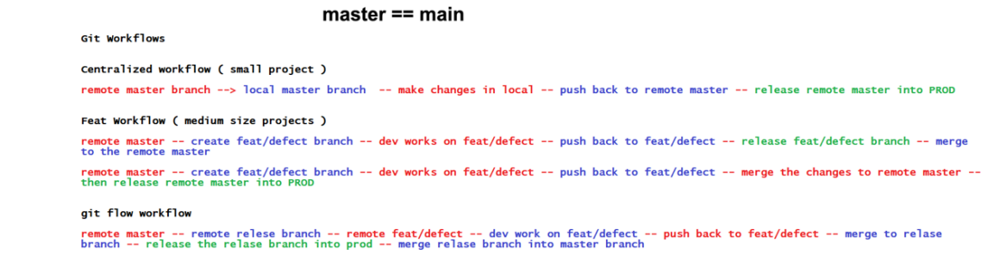 master == main
Git Workflows
Centralized workflow ( small project )
remote master branch --> local master branch -- make changes in local -- push back to remote master -- release remote master into PROD
Feat Workflow ( medium size projects )
remote master -- create feat/defect branch -- dev works on feat/defect -- push back to feat/defect -- release feat/defect branch -- merge
to the remote master
remote master -- create feat/defect branch -- dev works on feat/defect -- push back to feat/defect -- merge the changes to remote master --
then release remote master into PROD
git flow workflow
remote master -- remote relese branch -- remote feat/defect -- dev work on feat/defect -- push back to feat/defect -- merge to relase
branch -- release the relase branch into prod -- merge relase branch into master branch